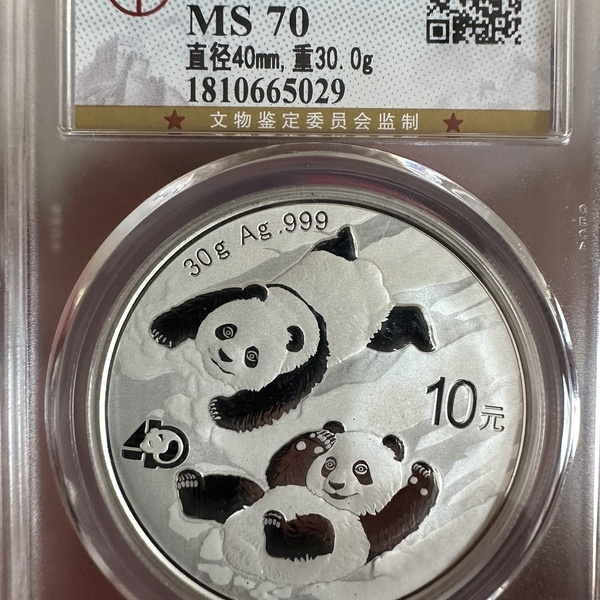 MS 70
直径40mm,重30.0g
1810665029
★ 文物鉴定委员会监制 ★
30g Ag .999
10元
40